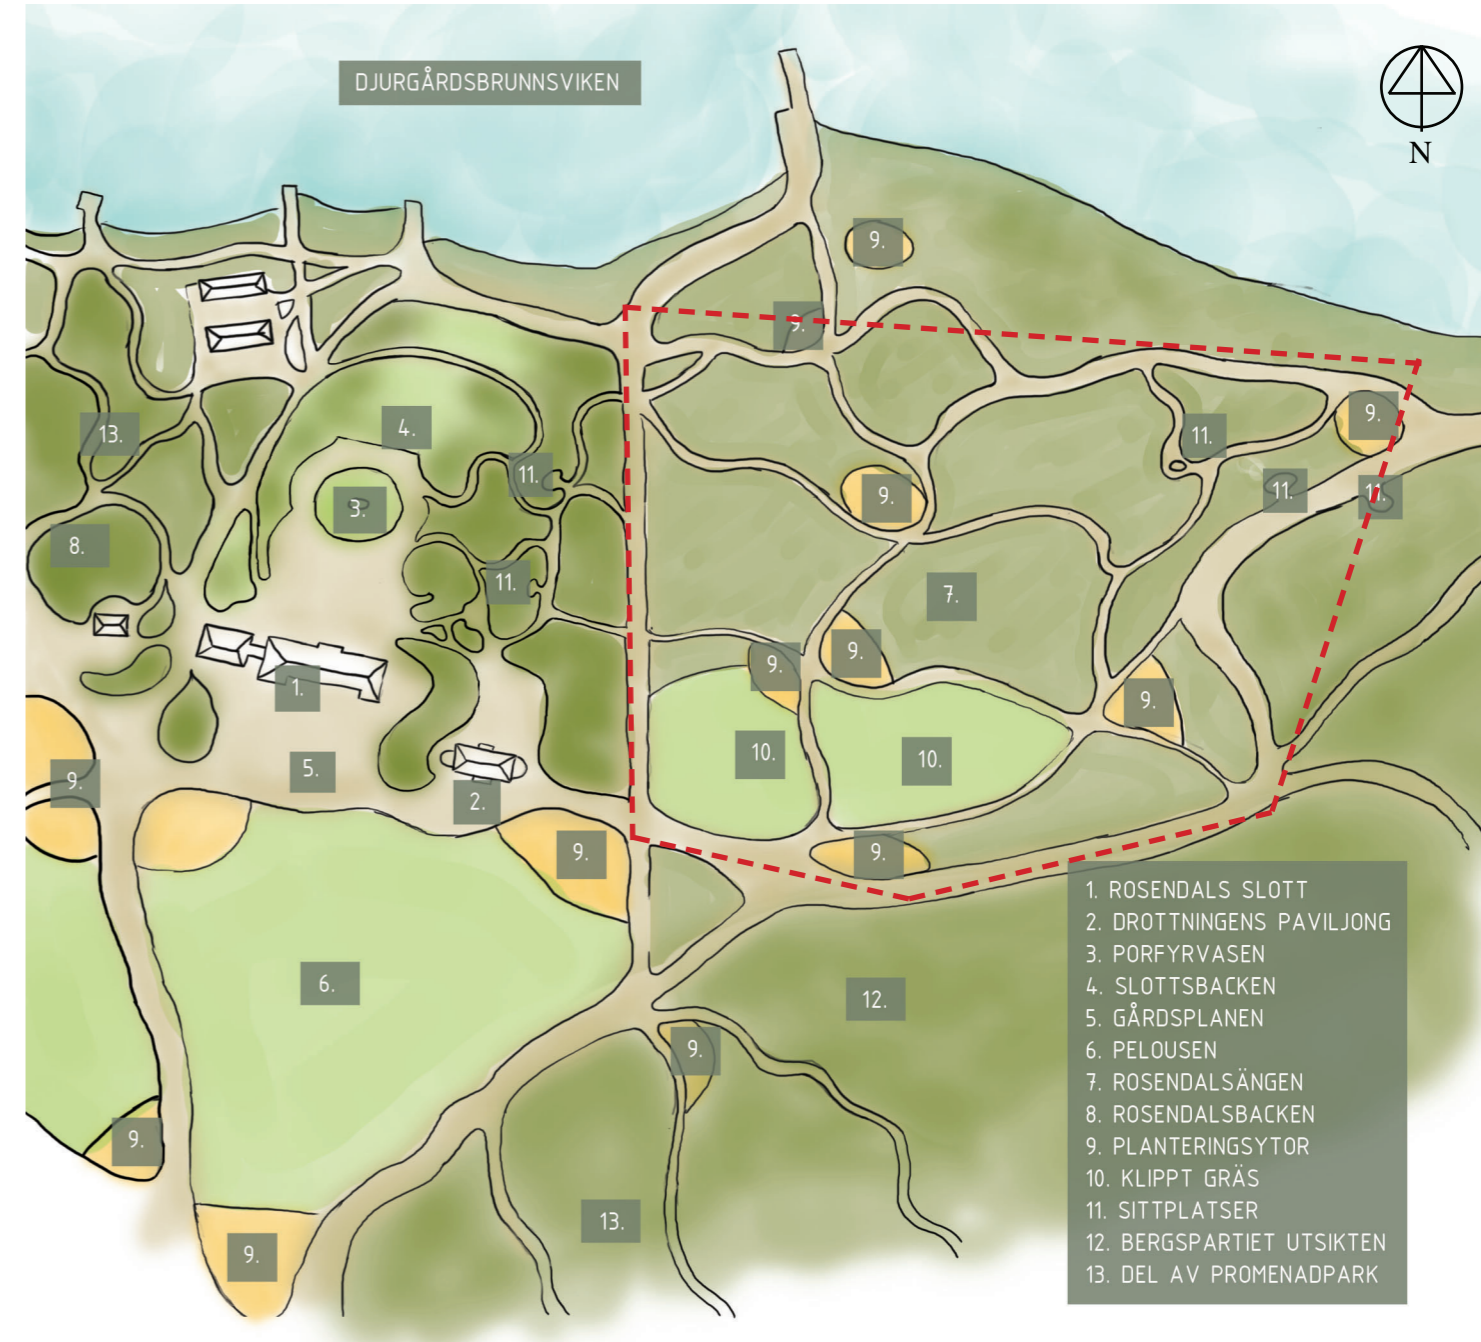 DJURGÅRDSBRUNNSVIKEN
N
9.
9.
9.
13.
4.
11.
11.
3.
11.
9.
11.
11.
8.
11.
7.
9.
9.
1.
9.
5.
10.
10.
9.
2.
9.
9.
6.
12.
9.
9.
13.
9.
1. ROSENDALS SLOTT
2. DROTTNINGENS PAVILJONG
3. PORFYRVASEN
4. SLOTTSBACKEN
5. GÅRDSPLANEN
6. PELOUSEN
7. ROSENDALSÄNGEN
8. ROSENDALSBACKEN
9. PLANTERINGSYTOR
10. KLIPPT GRÄS
11. SITTPLATSER
12. BERGSPARTIET UTSIKTEN
13. DEL AV PROMENADPARK